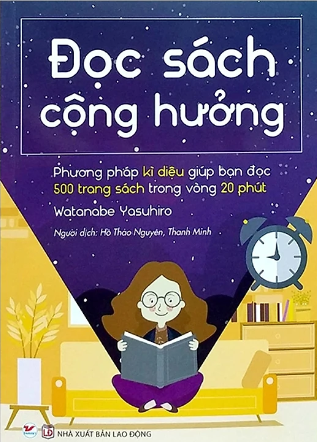 Đọc sách
cộng hưởng
Phương pháp kì diệu giúp bạn đọc
500 trang sách trong vòng 20 phút
Watanabe Yasuhiro
Người dịch: Hồ Thảo Nguyên, Thanh Minh
NHÀ XUẤT BẢN LAO ĐỘNG